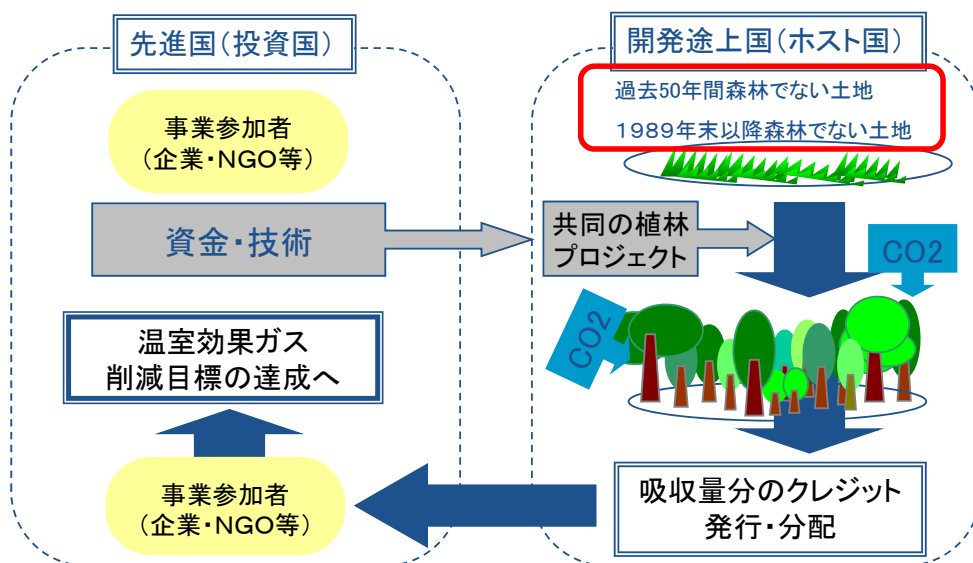 先進国(投資国)
事業参加者
(企業・NGO等)
資金・技術
温室効果ガス
削減目標の達成へ
事業参加者
(企業・NGO等)
開発途上国(ホスト国)
過去50年間森林でない土地
1989年末以降森林でない土地
共同の植林
プロジェクト
CO2
CO2
吸収量分のクレジット
発行・分配